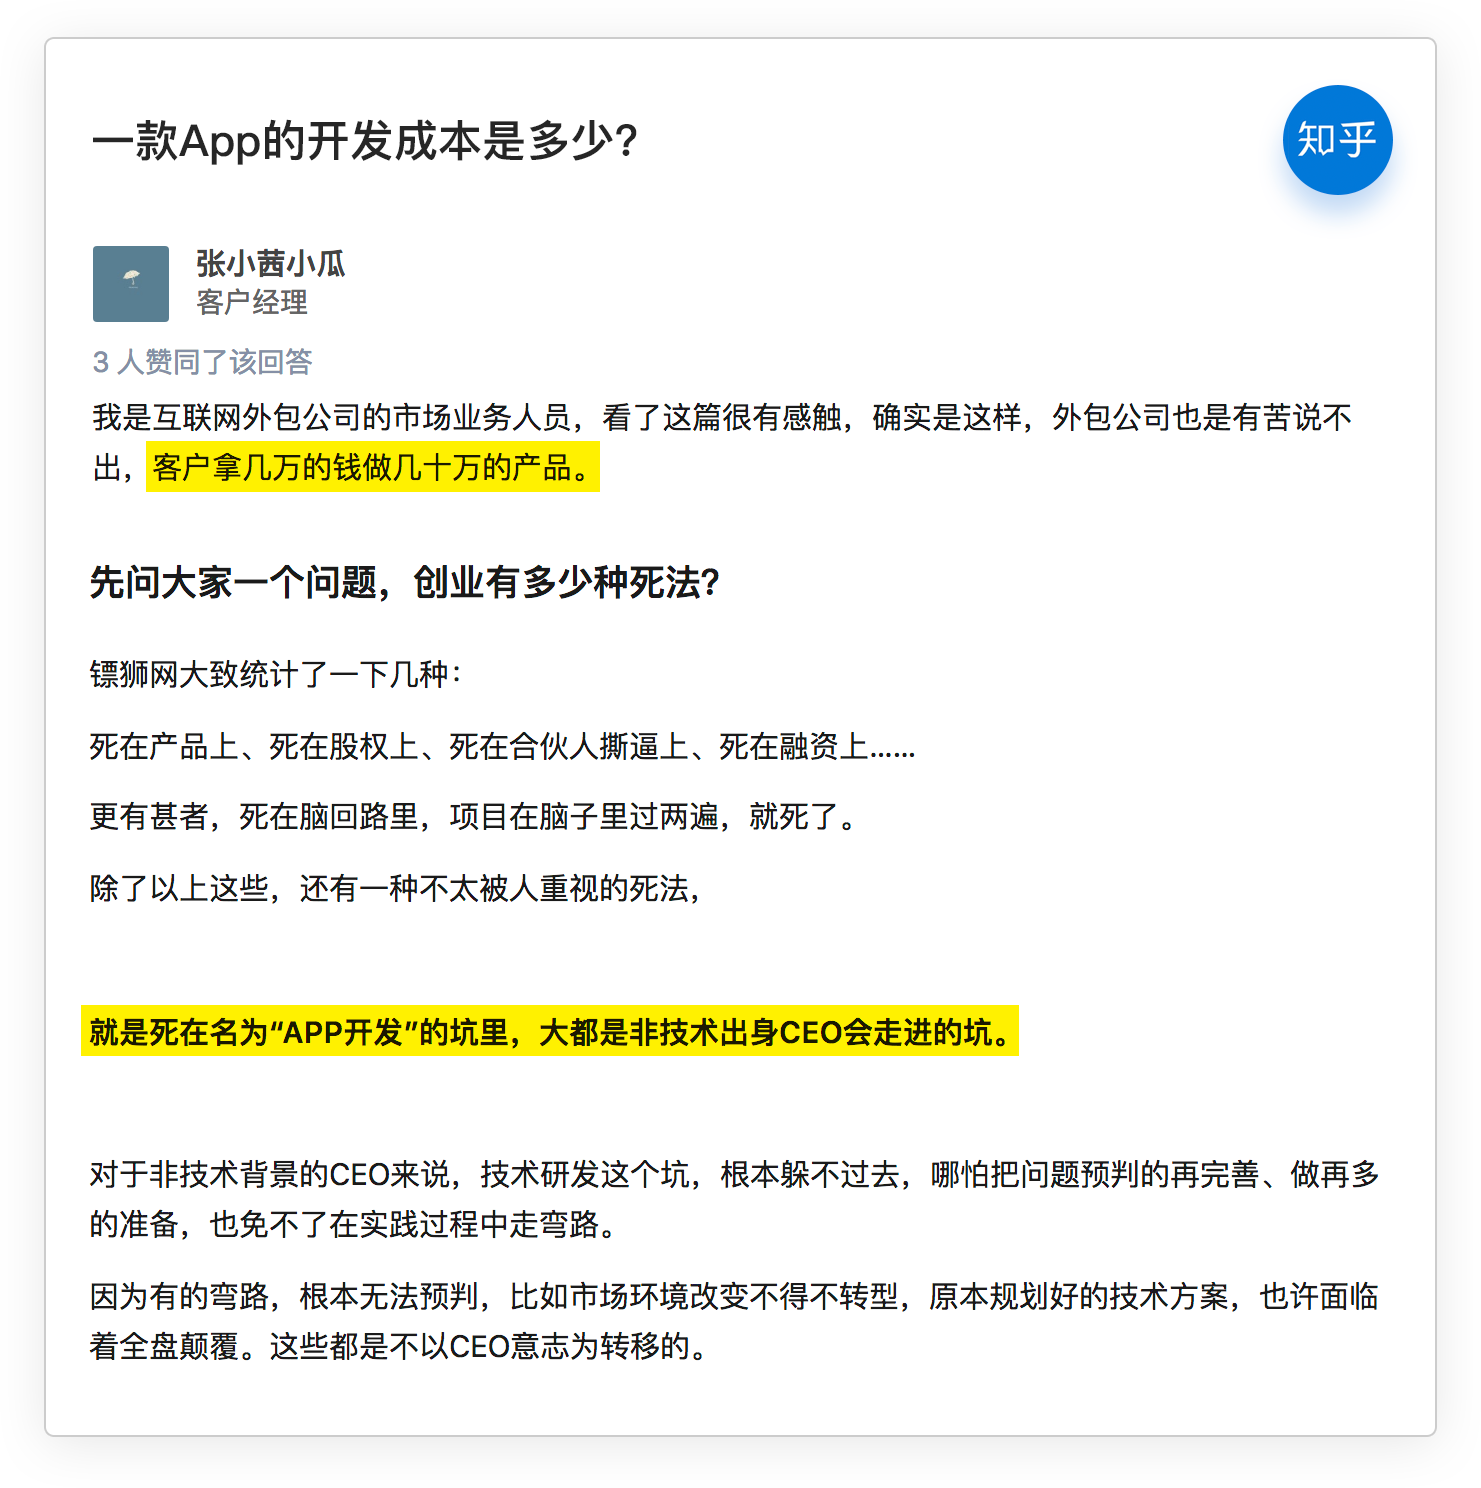 一款App的开发成本是多少？
知乎
张小茜小瓜
客户经理
3 人赞同了该回答
我是互联网外包公司的市场业务人员，看了这篇很有感触，确实是这样，外包公司也是有苦说不
出，客户拿几万的钱做几十万的产品。
先问大家一个问题，创业有多少种死法？
镖狮网大致统计了一下几种：
死在产品上、死在股权上、死在合伙人撕逼上、死在融资上......
更有甚者，死在脑回路里，项目在脑子里过两遍，就死了。
除了以上这些，还有一种不太被人重视的死法，
就是死在名为“APP开发”的坑里，大都是非技术出身CEO会走进的坑。
对于非技术背景的CEO来说，技术研发这个坑，根本躲不过去，哪怕把问题预判的再完善、做再多
的准备，也免不了在实践过程中走弯路。
因为有的弯路，根本无法预判，比如市场环境改变不得不转型，原本规划好的技术方案，也许面临
着全盘颠覆。这些都是不以CEO意志为转移的。